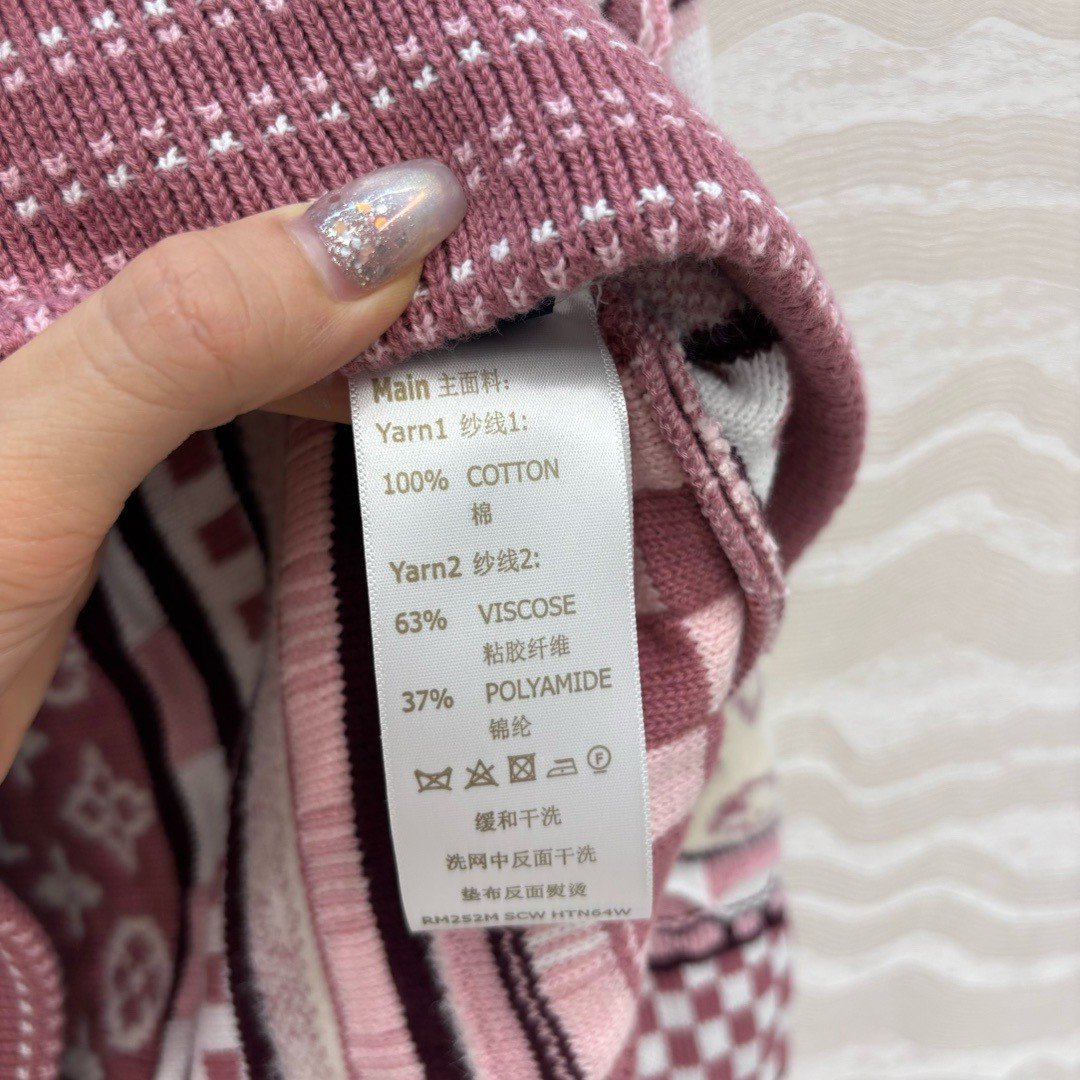 Main 主面料:
Yarn1 纱线1:
100% COTTON
棉
Yarn2 纱线2:
63% VISCOSE
粘胶纤维
37% POLYAMIDE
锦纶
F
缓和干洗
洗网中反面干洗
垫布反面熨烫
RM252M SCW HTN64W